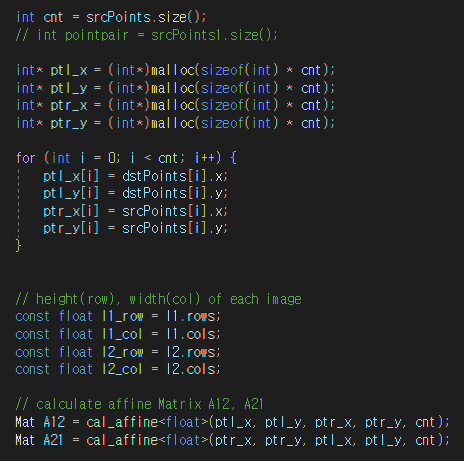 int cnt = srcPoints.size();
// int pointpair = srcPoints1.size();
int* ptl_x = (int*)malloc(sizeof(int) * cnt);
int* ptl_y = (int*)malloc(sizeof(int) * cnt);
int* ptr_x = (int*)malloc(sizeof(int) * cnt);
int* ptr_y = (int*)malloc(sizeof(int) * cnt);
for (int i = 0; i < cnt; i++) {
ptl_x[i] = dstPoints[i].x;
ptl_y[i] = dstPoints[i].y;
ptr_x[i] = srcPoints[i].x;
ptr_y[i] = srcPoints[i].y;
}
// height(row), width(col) of each image
const float I1_row = I1.rows;
const float I1_col = I1.cols;
const float I2_row = I2.rows;
const float I2_col = I2.cols;
// calculate affine Matrix A12, A21
Mat A12 = cal_affine<float>(ptl_x, ptl_y, ptr_x, ptr_y, cnt);
Mat A21 = cal_affine<float>(ptr_x, ptr_y, ptl_x, ptl_y, cnt);